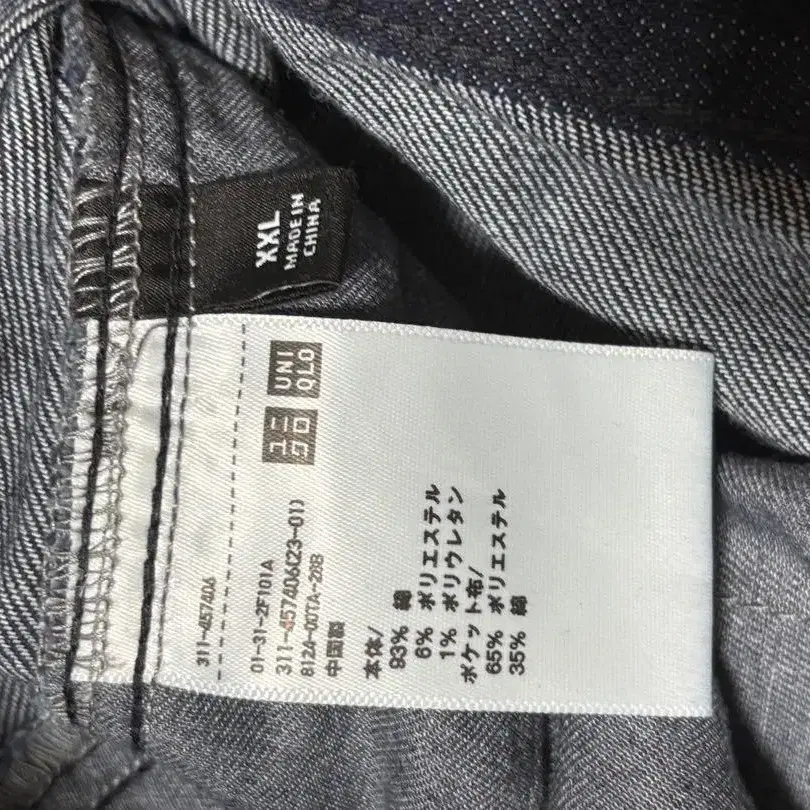 XXL
MADE IN
CHINA
311-457406
ユニ UNI
クロ QLO
01-31-2F101A
311-457406(23-01)
812A-00TA-28B
中国製
本体/
93% 綿
6% ポリエステル
1% ポリウレタン
ポケット布/
65% ポリエステル
35% 綿